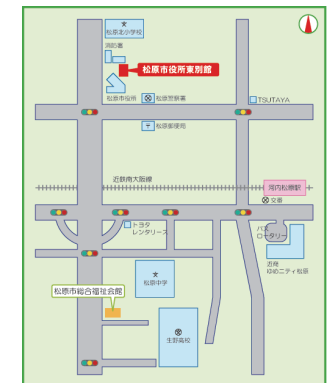 松原北小学校
消防署
松原市役所東別館
松原市役所
松原警察署
TSUTAYA
松原郵便局
近鉄南大阪線
河内松原駅
交番
トヨタ
レンタリース
バス
ロータリー
近鉄
ゆめニティ松原
松原中学
松原市総合福祉会館
生野高校